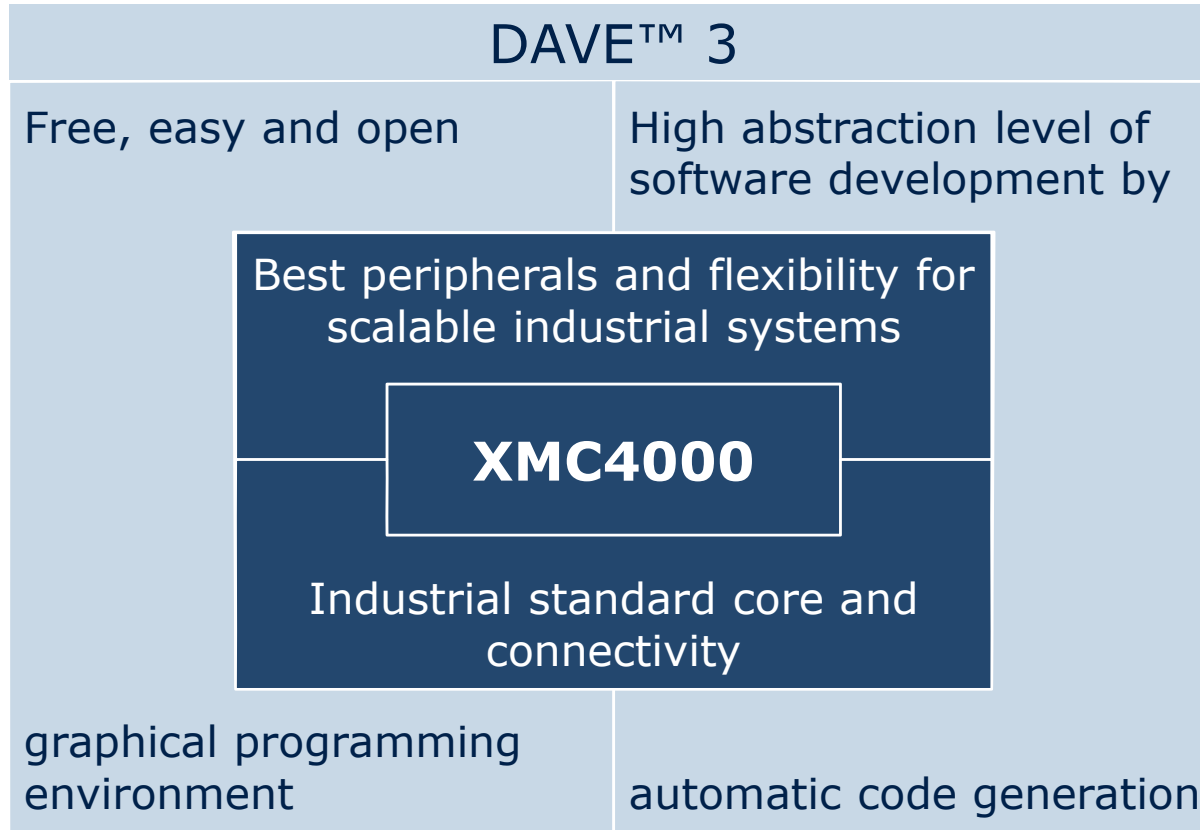 DAVE™ 3
Free, easy and open
High abstraction level of
software development by
Best peripherals and flexibility for
scalable industrial systems
XMC4000
Industrial standard core and
connectivity
graphical programming
environment
automatic code generation